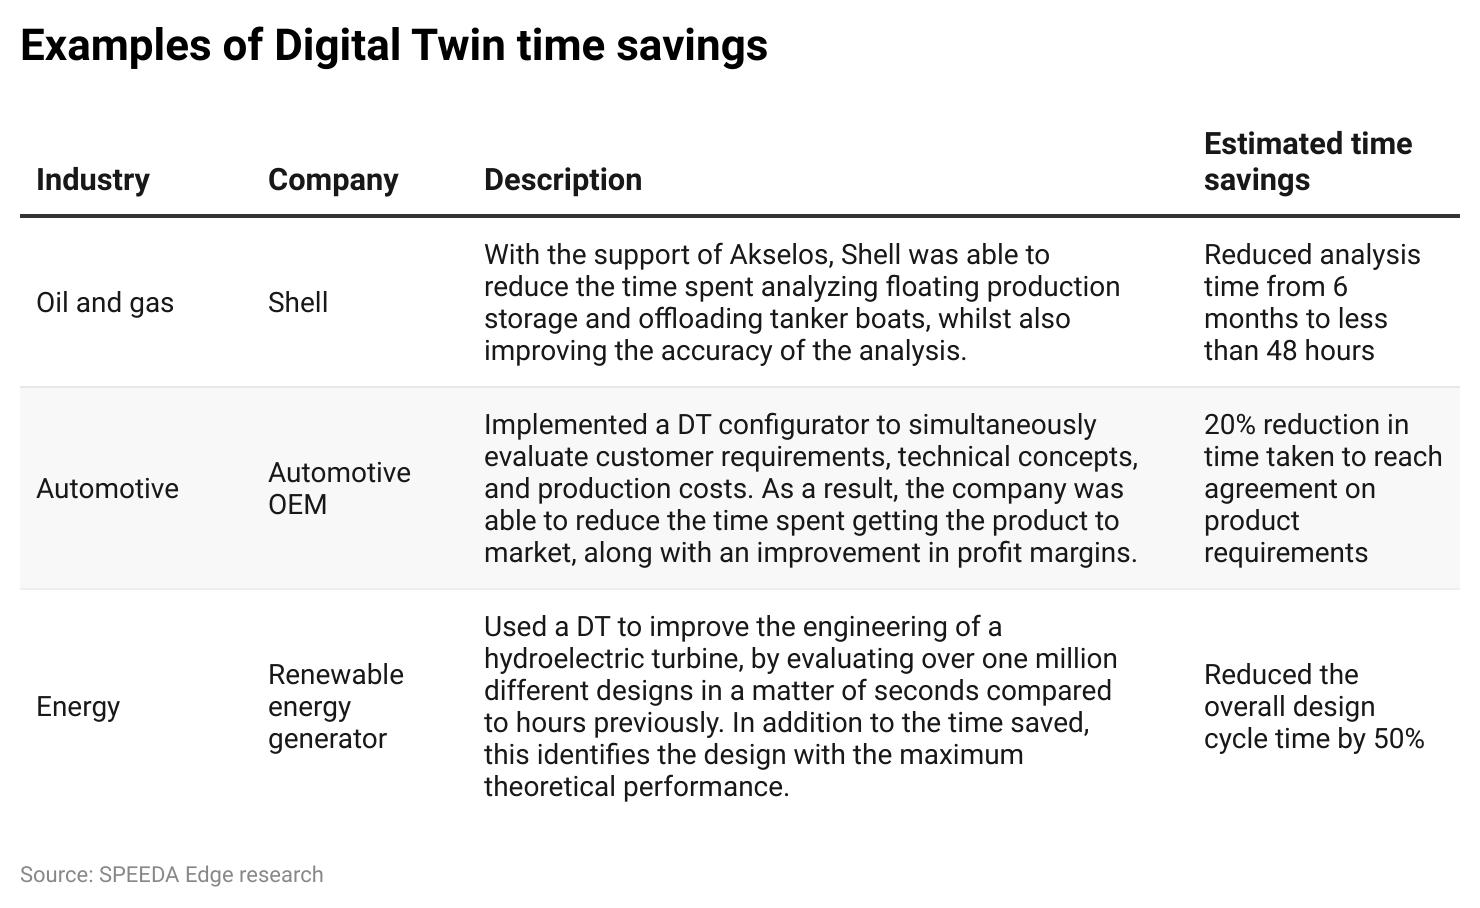 Examples of Digital Twin time savings
Industry
Company
Description
Estimated time
savings
Oil and gas
Shell
With the support of Akselos, Shell was able to
reduce the time spent analyzing floating production
storage and offloading tanker boats, whilst also
improving the accuracy of the analysis.
Reduced analysis
time from 6
months to less
than 48 hours
Automotive
Automotive
OEM
Implemented a DT configurator to simultaneously
evaluate customer requirements, technical concepts,
and production costs. As a result, the company was
able to reduce the time spent getting the product to
market, along with an improvement in profit margins.
20% reduction in
time taken to reach
agreement on
product
requirements
Energy
Renewable
energy
generator
Used a DT to improve the engineering of a
hydroelectric turbine, by evaluating over one million
different designs in a matter of seconds compared
to hours previously. In addition to the time saved,
this identifies the design with the maximum
theoretical performance.
Reduced the
overall design
cycle time by 50%
Source: SPEEDA Edge research